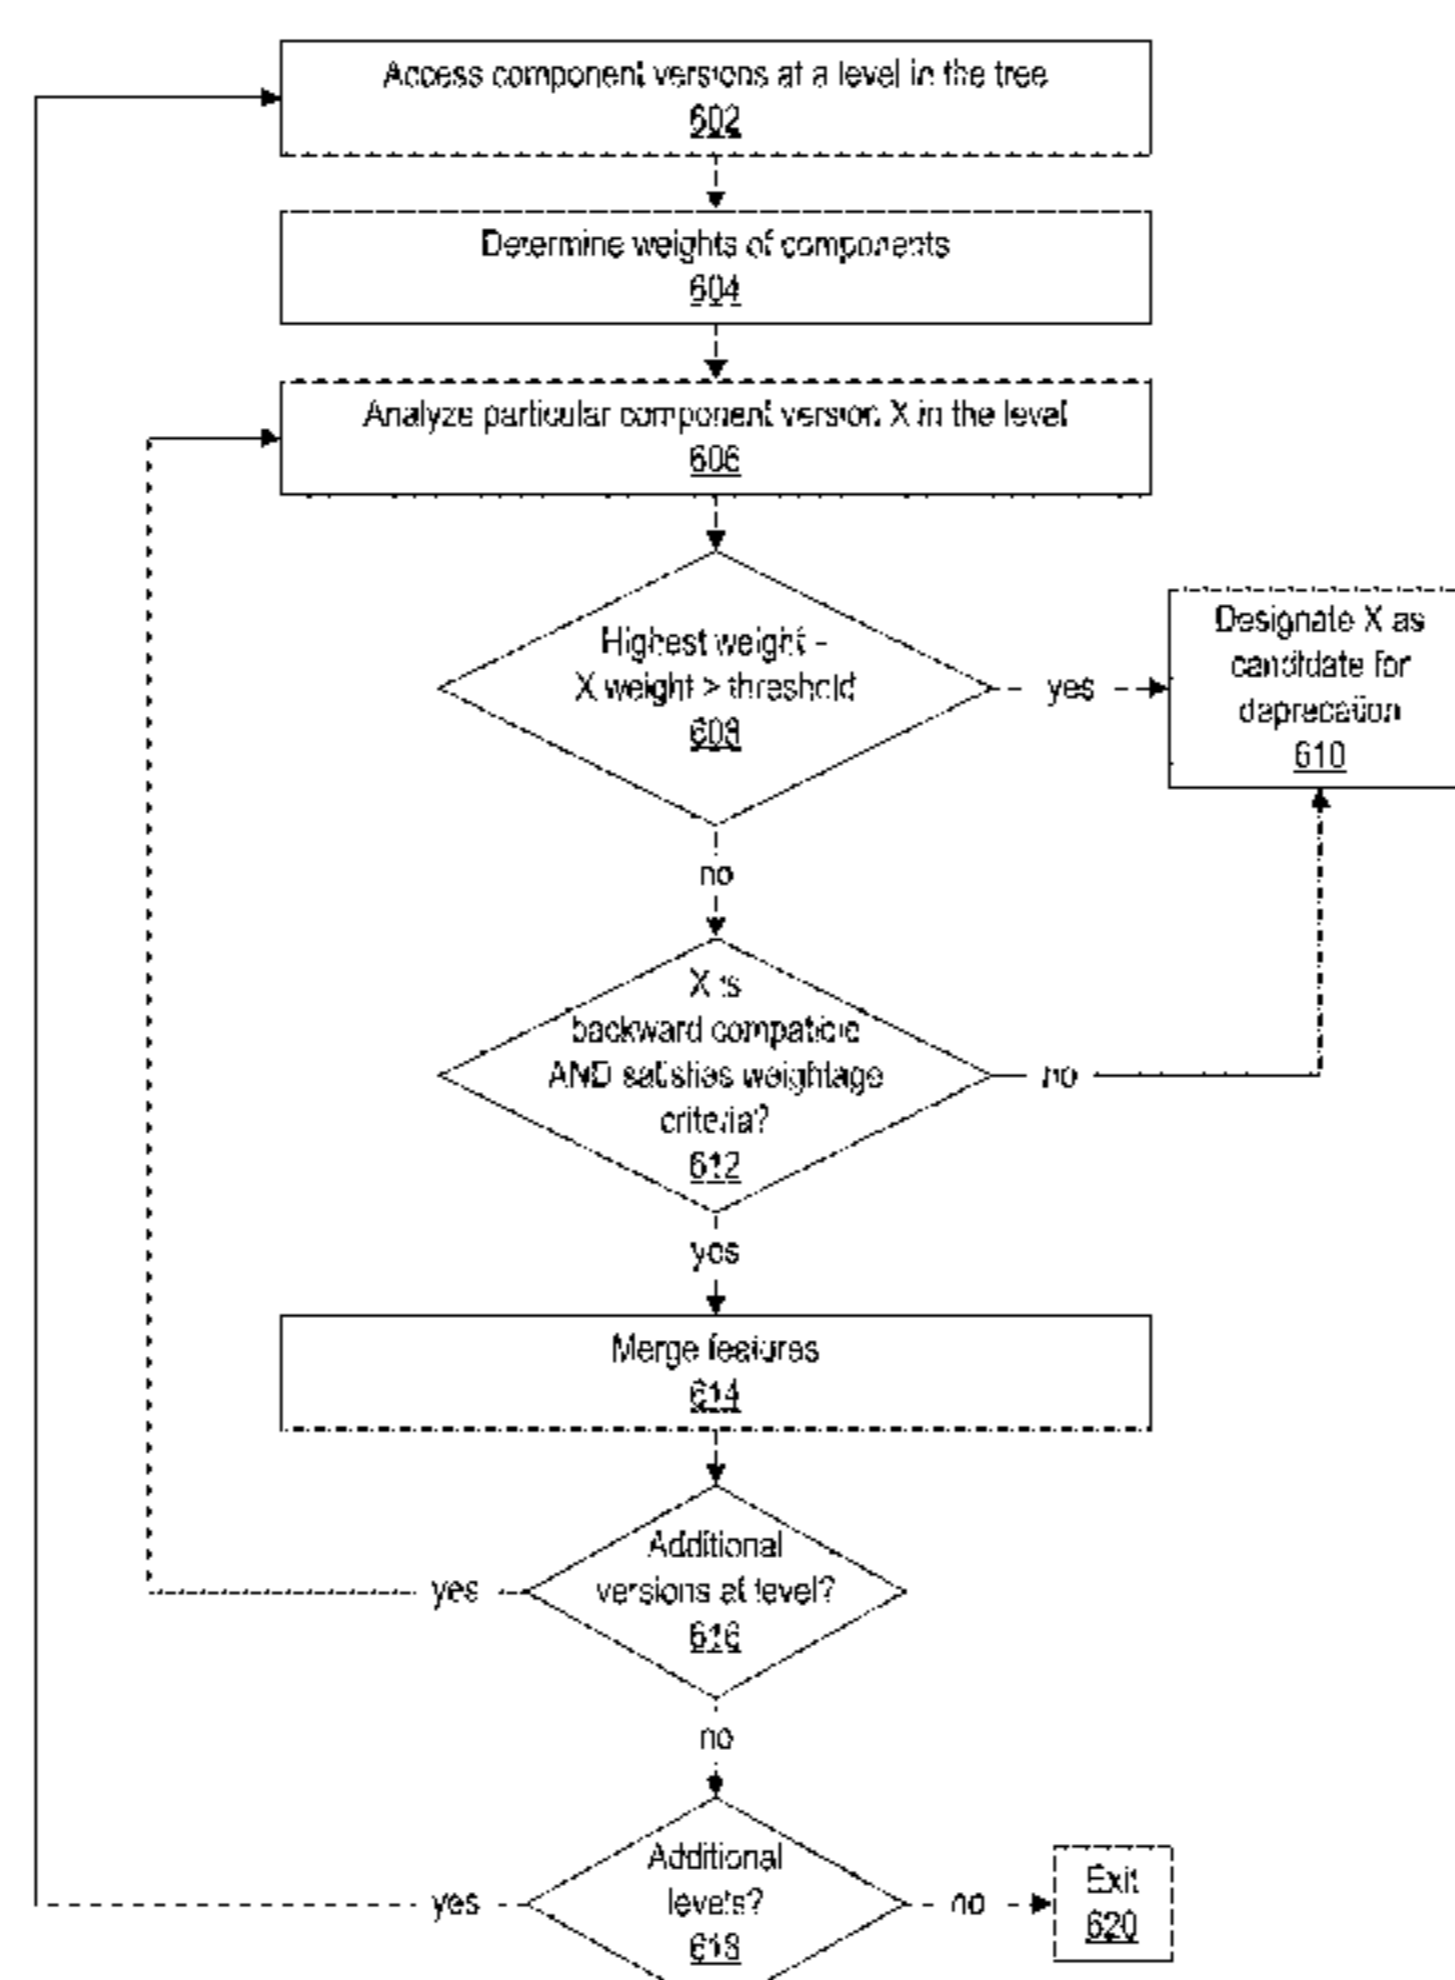 Access component versions at a level in the tree
602
Determine weights of components
604
Analyze particular component version X in the level
606
Highest weight -
X weight > threshold
608
yes
Designate X as
candidate for
deprecation
610
no
X is
backward compatible
AND satisfies weightage
criteria?
612
no
yes
Merge features
614
Additional
versions at level?
616
yes
no
Additional
levels?
618
yes
no
Exit
620